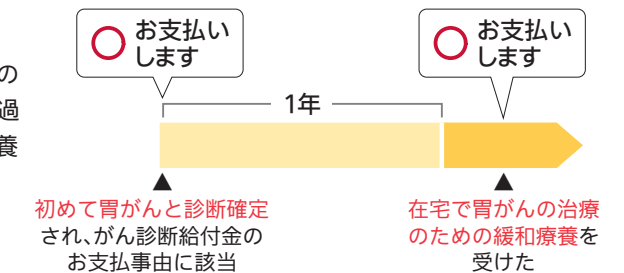 お支払い
します
お支払い
します
の
過
養
1年
初めて胃がんと診断確定
され、がん診断給付金の
お支払事由に該当
在宅で胃がんの治療
のための緩和療養を
受けた